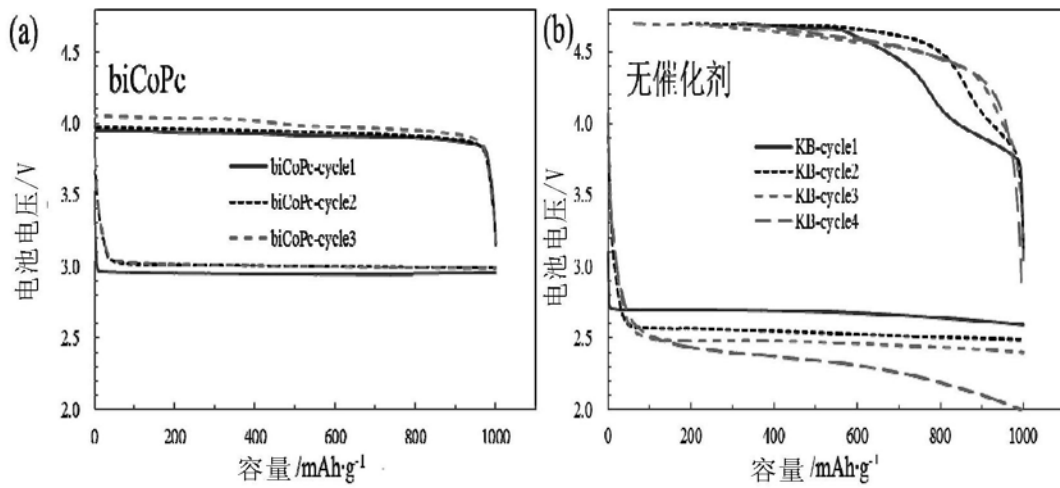 (a)
biCoPc
biCoPc-cycle1
biCoPc-cycle2
biCoPc-cycle3
电池电压/V
4.5
4.0
3.5
3.0
2.5
2.0
0
200
400
600
800
1000
容量/mAh·g⁻¹
(b)
无催化剂
KB-cycle1
KB-cycle2
KB-cycle3
KB-cycle4
电池电压/V
4.5
4.0
3.5
3.0
2.5
2.0
0
200
400
600
800
1000
容量/mAh·g⁻¹